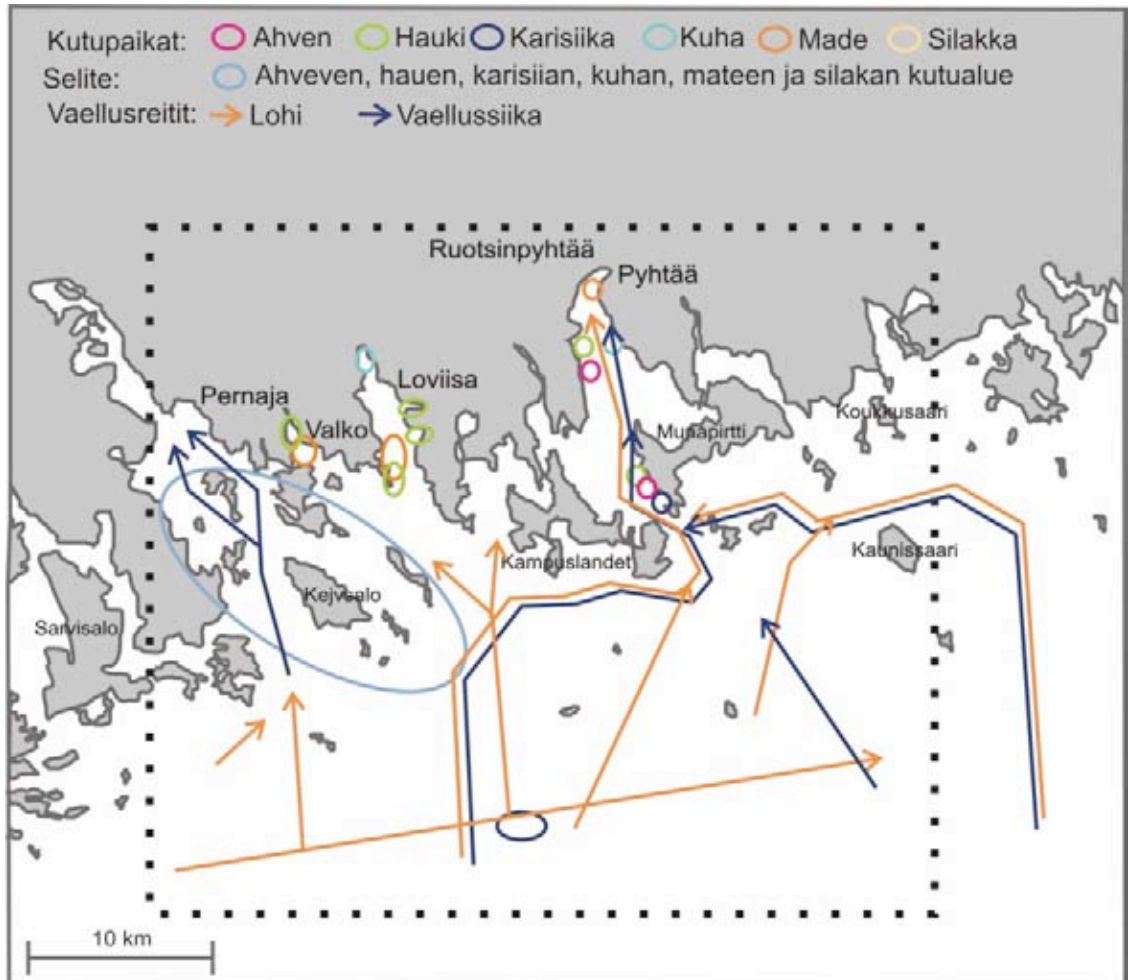 Kutupaikat: Ahven Hauki Karisiika Kuha Made Silakka
Selite: Ahveven, hauen, karisiian, kuhan, mateen ja silakan kutualue
Vaellusreitit: Lohi Vaellussiika
Ruotsinpyhtää
Pyhtää
Pernaja
Loviisa
Valko
Munapirtti
Koukkusaari
Kampuslandet
Kaunissaari
Kejvsalo
Sarvisalo
10 km